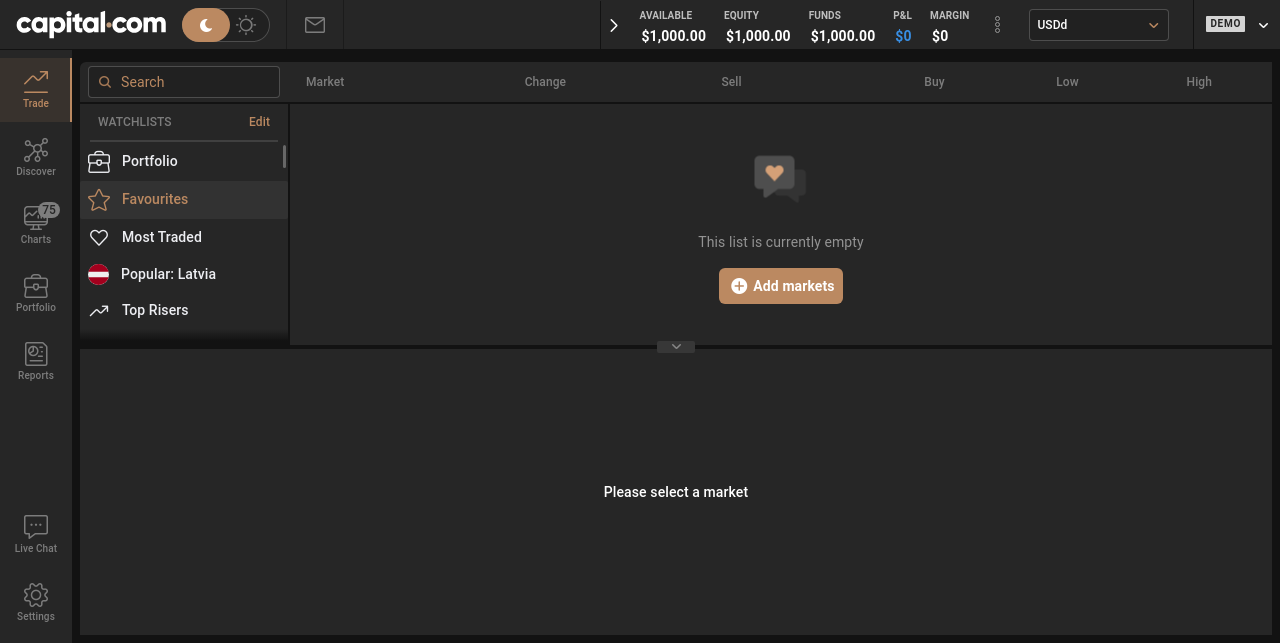 capital.com
AVAILABLE EQUITY FUNDS P&L MARGIN
$1,000.00 $1,000.00 $1,000.00 $0 $0
USDd
DEMO
Trade
Discover
75
Charts
Portfolio
Reports
Live Chat
Settings
Search
WATCHLISTS Edit
Portfolio
Favourites
Most Traded
Popular: Latvia
Top Risers
Market Change Sell Buy Low High
This list is currently empty
Add markets
Please select a market